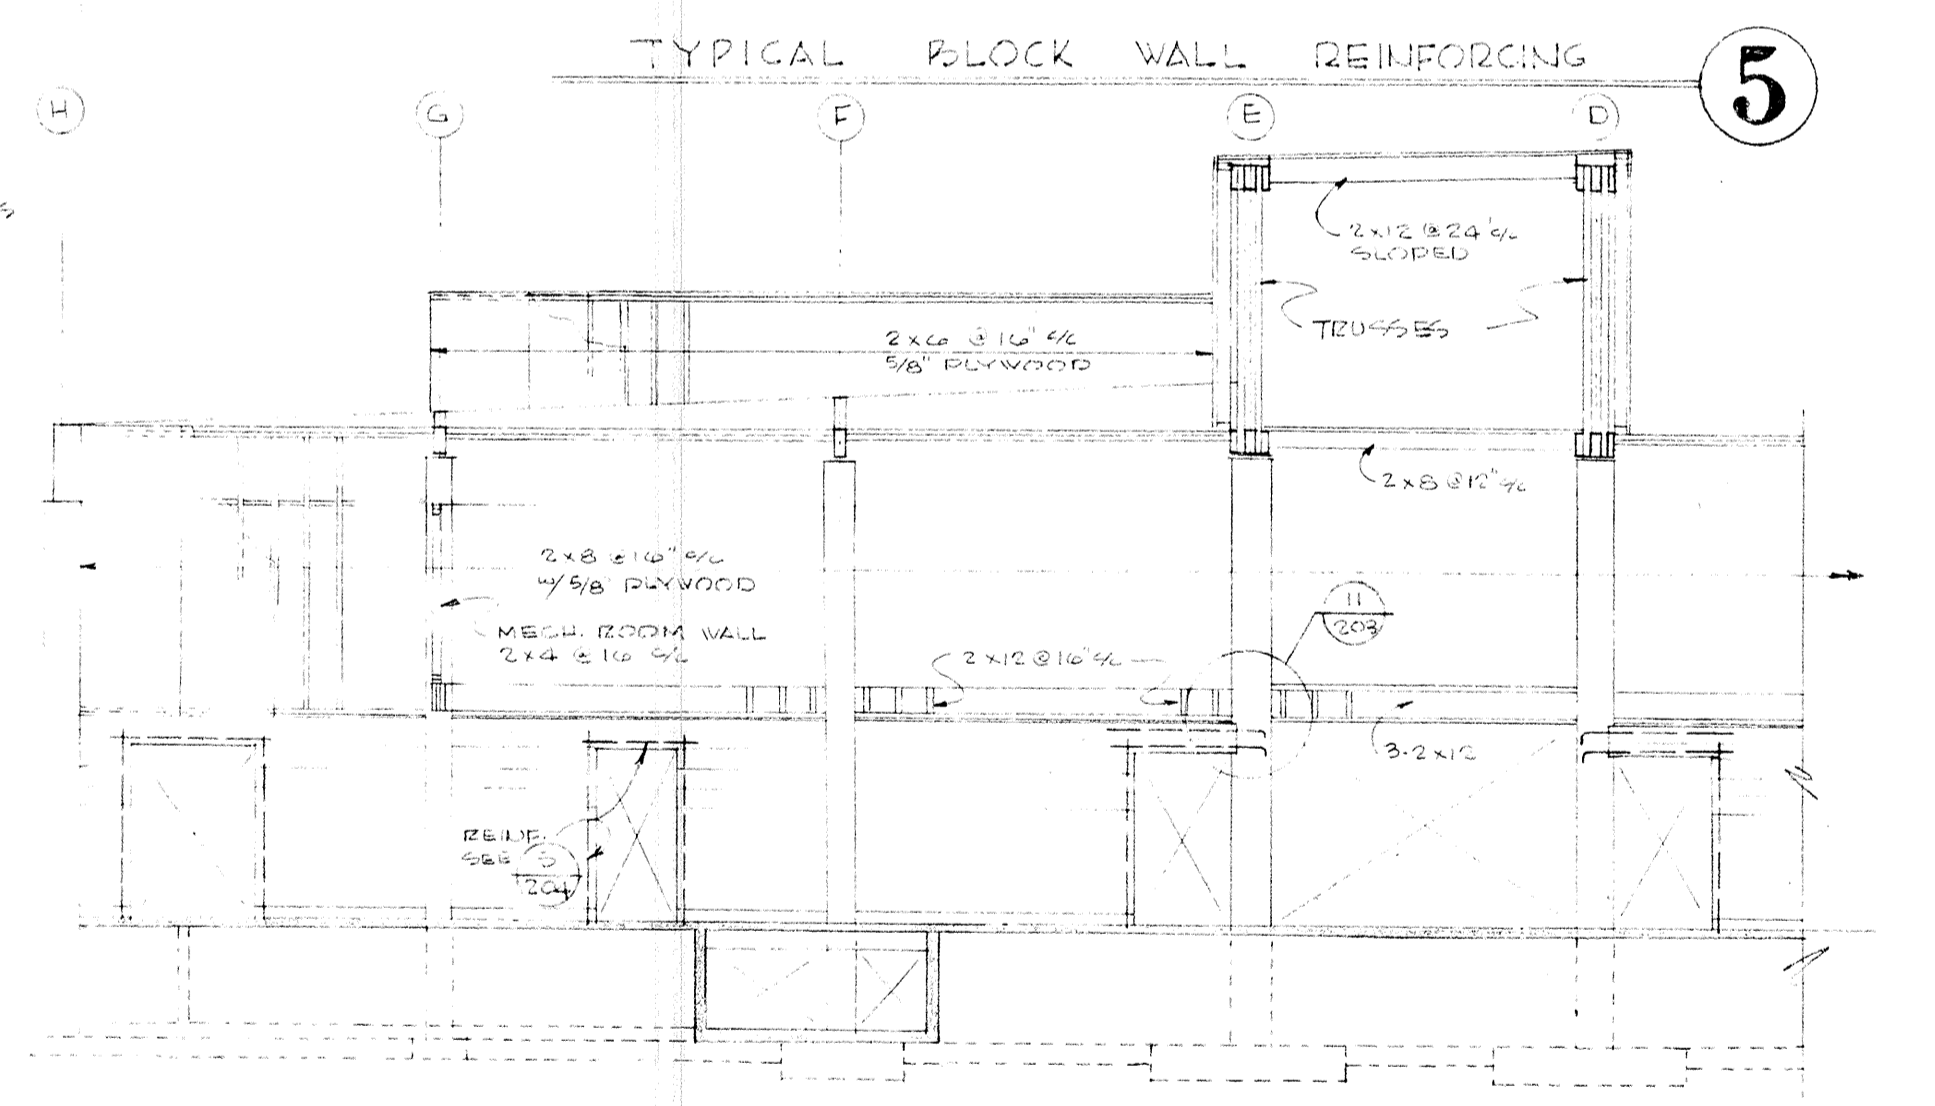 TYPICAL BLOCK WALL REINFORCING
5
H
G
F
E
D
2x12 @ 24" c/c
SLOPED
TRUSSES
2x6 @ 16" c/c
5/8" PLYWOOD
2x8 @ 12" c/c
2x8 @ 16" c/c
w/ 5/8" PLYWOOD
MECH. ROOM WALL
2x4 @ 16 c/c
2x12 @ 16" c/c
11
203
3-2x12
REINF.
SEE 5
204